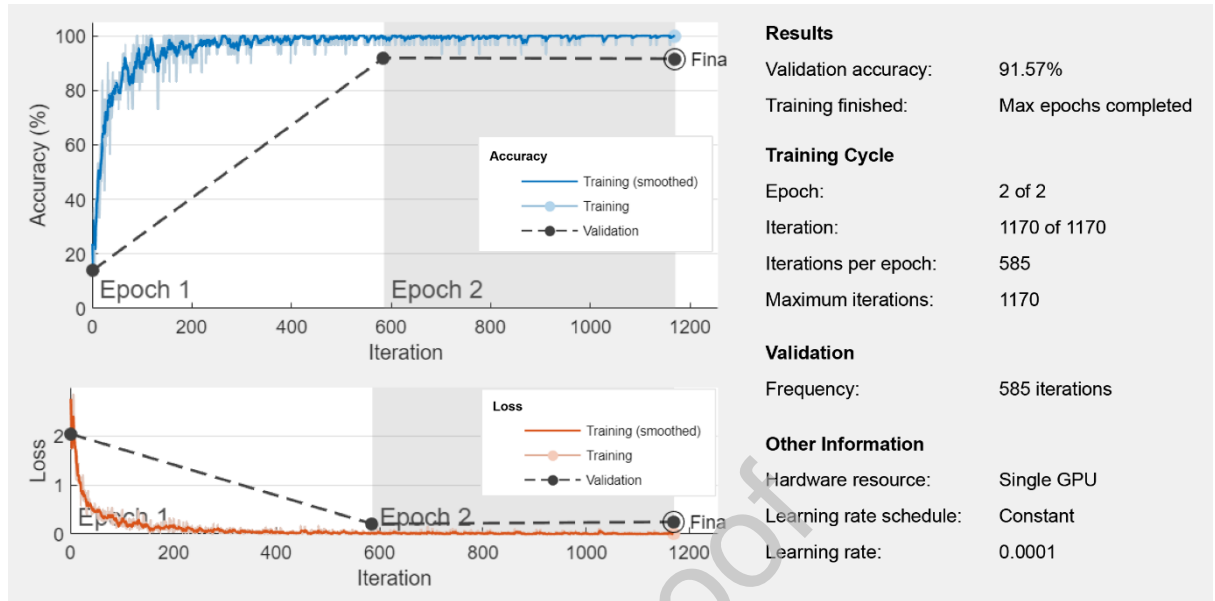 100
80
60
40
20
0
Accuracy (%)
Fina
Accuracy
Training (smoothed)
Training
Validation
Epoch 1
Epoch 2
0 200 400 600 800 1000 1200
Iteration
2
1
0
Loss
Loss
Training (smoothed)
Training
Validation
Epoch 1
Epoch 2
Fina
0 200 400 600 800 1000 1200
Iteration
Results
Validation accuracy: 91.57%
Training finished: Max epochs completed
Training Cycle
Epoch: 2 of 2
Iteration: 1170 of 1170
Iterations per epoch: 585
Maximum iterations: 1170
Validation
Frequency: 585 iterations
Other Information
Hardware resource: Single GPU
Learning rate schedule: Constant
Learning rate: 0.0001